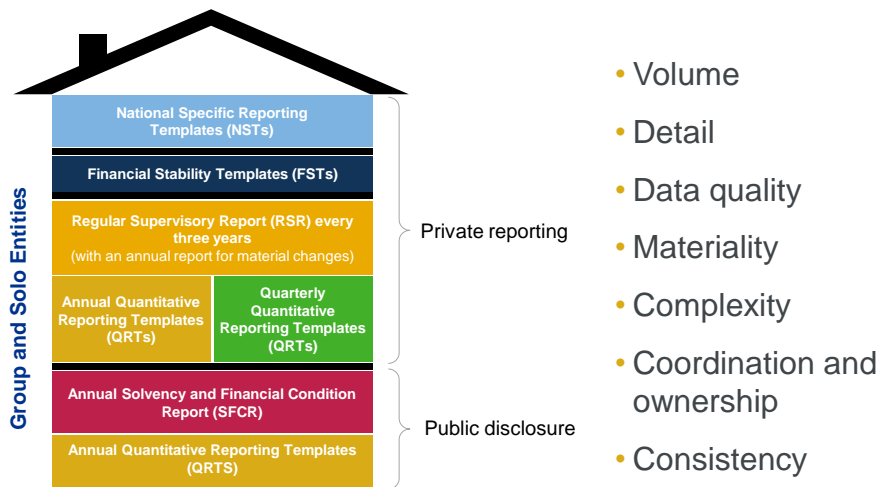 Group and Solo Entities
National Specific Reporting
Templates (NSTs)
Financial Stability Templates (FSTs)
Regular Supervisory Report (RSR) every
three years
(with an annual report for material changes)
Annual Quantitative
Reporting Templates
(QRTs)
Quarterly
Quantitative
Reporting Templates
(QRTs)
Private reporting
Annual Solvency and Financial Condition
Report (SFCR)
Annual Quantitative Reporting Templates
(QRTS)
Public disclosure
• Volume
• Detail
• Data quality
• Materiality
• Complexity
• Coordination and
ownership
• Consistency